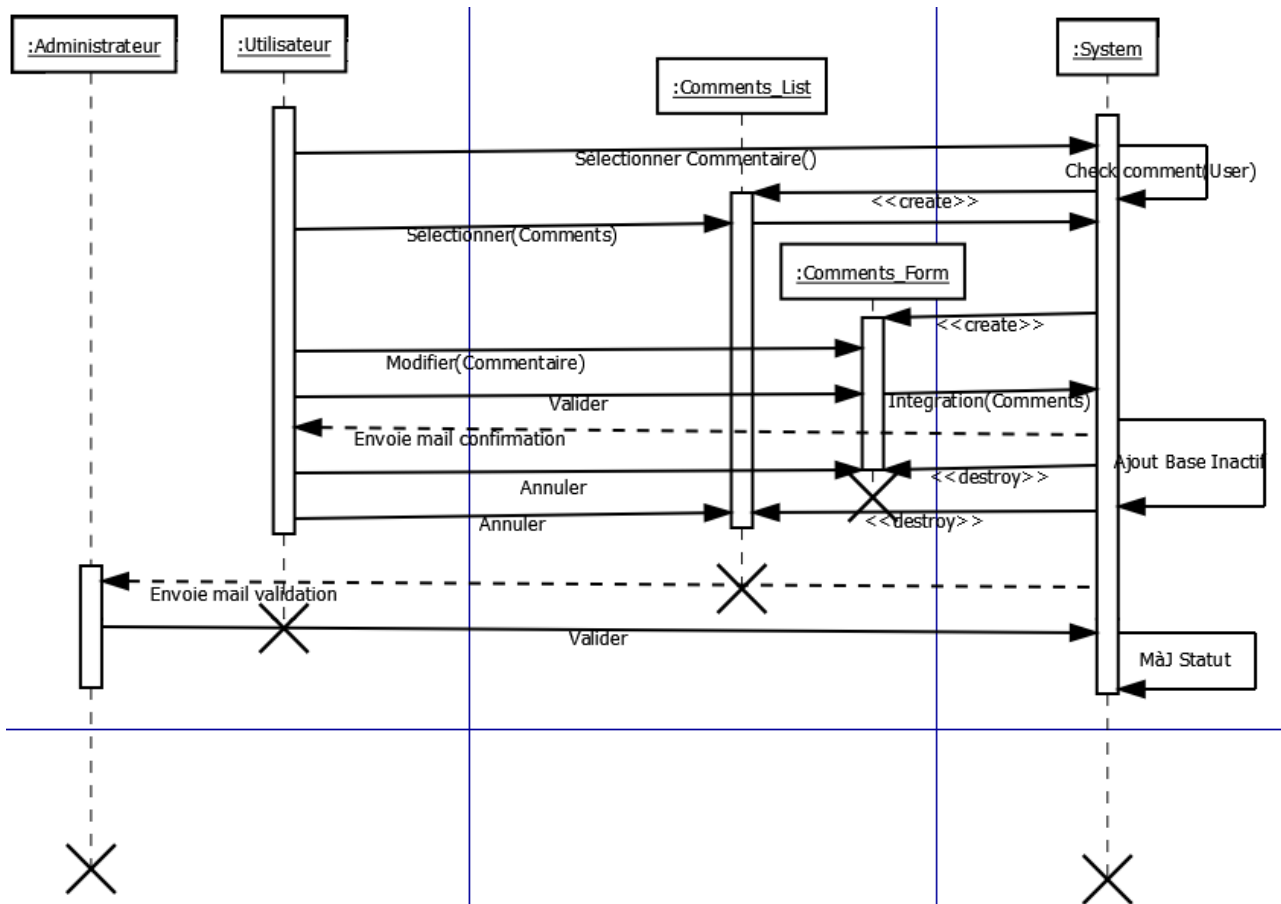 :Administrateur
:Utilisateur
:System
:Comments_List
Sélectionner Commentaire()
Check comment(User)
<<create>>
Selectionner(Comments)
:Comments_Form
<<create>>
Modifier(Commentaire)
Valider
Integration(Comments)
Envoie mail confirmation
Ajout Base Inactif
<<destroy>>
Annuler
Annuler
<<destroy>>
Envoie mail validation
Valider
MàJ Statut